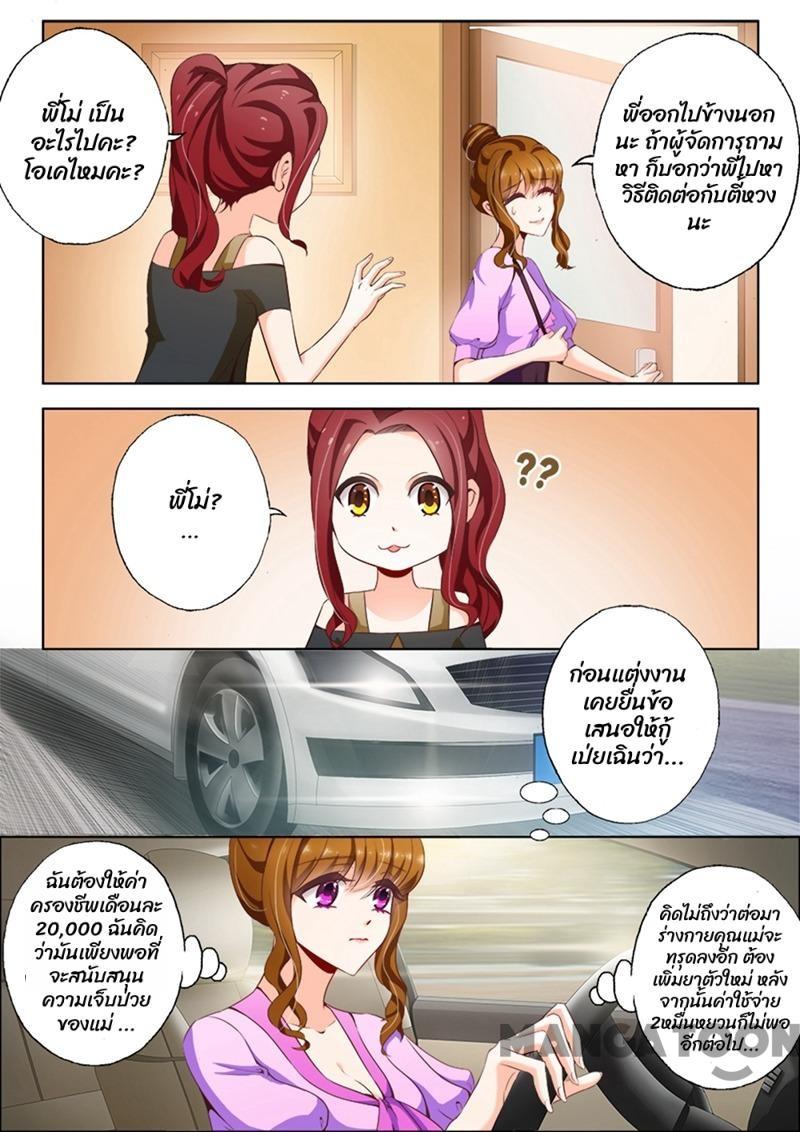 พี่โม่ เป็น
อะไรไปคะ?
โอเคไหมคะ?
พี่ออกไปข้างนอก
นะ ถ้าผู้จัดการถาม
หา ก็บอกว่าพี่ไปหา
วิธีติดต่อกับตี้หวง
นะ
พี่โม่?
...
??
ก่อนแต่งงาน
เคยยื่นข้อ
เสนอให้กู้
เป่ยเฉินว่า...
ฉันต้องให้ค่า
ครองชีพเดือนละ
20,000 ฉันคิด
ว่ามันเพียงพอที่
จะสนับสนุน
ความเจ็บป่วย
ของแม่ ...
คิดไม่ถึงว่าต่อมา
ร่างกายคุณแม่จะ
ทรุดลงอีก ต้อง
เพิ่มยาตัวใหม่ หลัง
จากนั้นค่าใช้จ่าย
2หมื่นหยวนก็ไม่พอ
อีกต่อไป...
MANGATOON